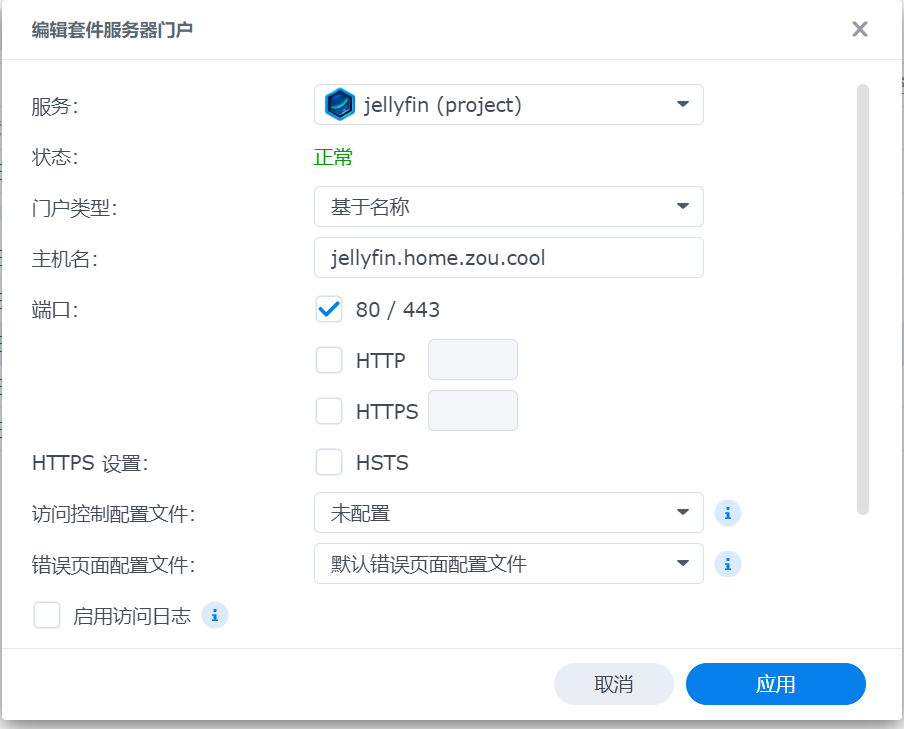 编辑套件服务器门户
服务: jellyfin (project)
状态: 正常
门户类型: 基于名称
主机名: jellyfin.home.zou.cool
端口: 80 / 443
HTTP
HTTPS
HTTPS 设置: HSTS
访问控制配置文件: 未配置
错误页面配置文件: 默认错误页面配置文件
启用访问日志
取消 应用